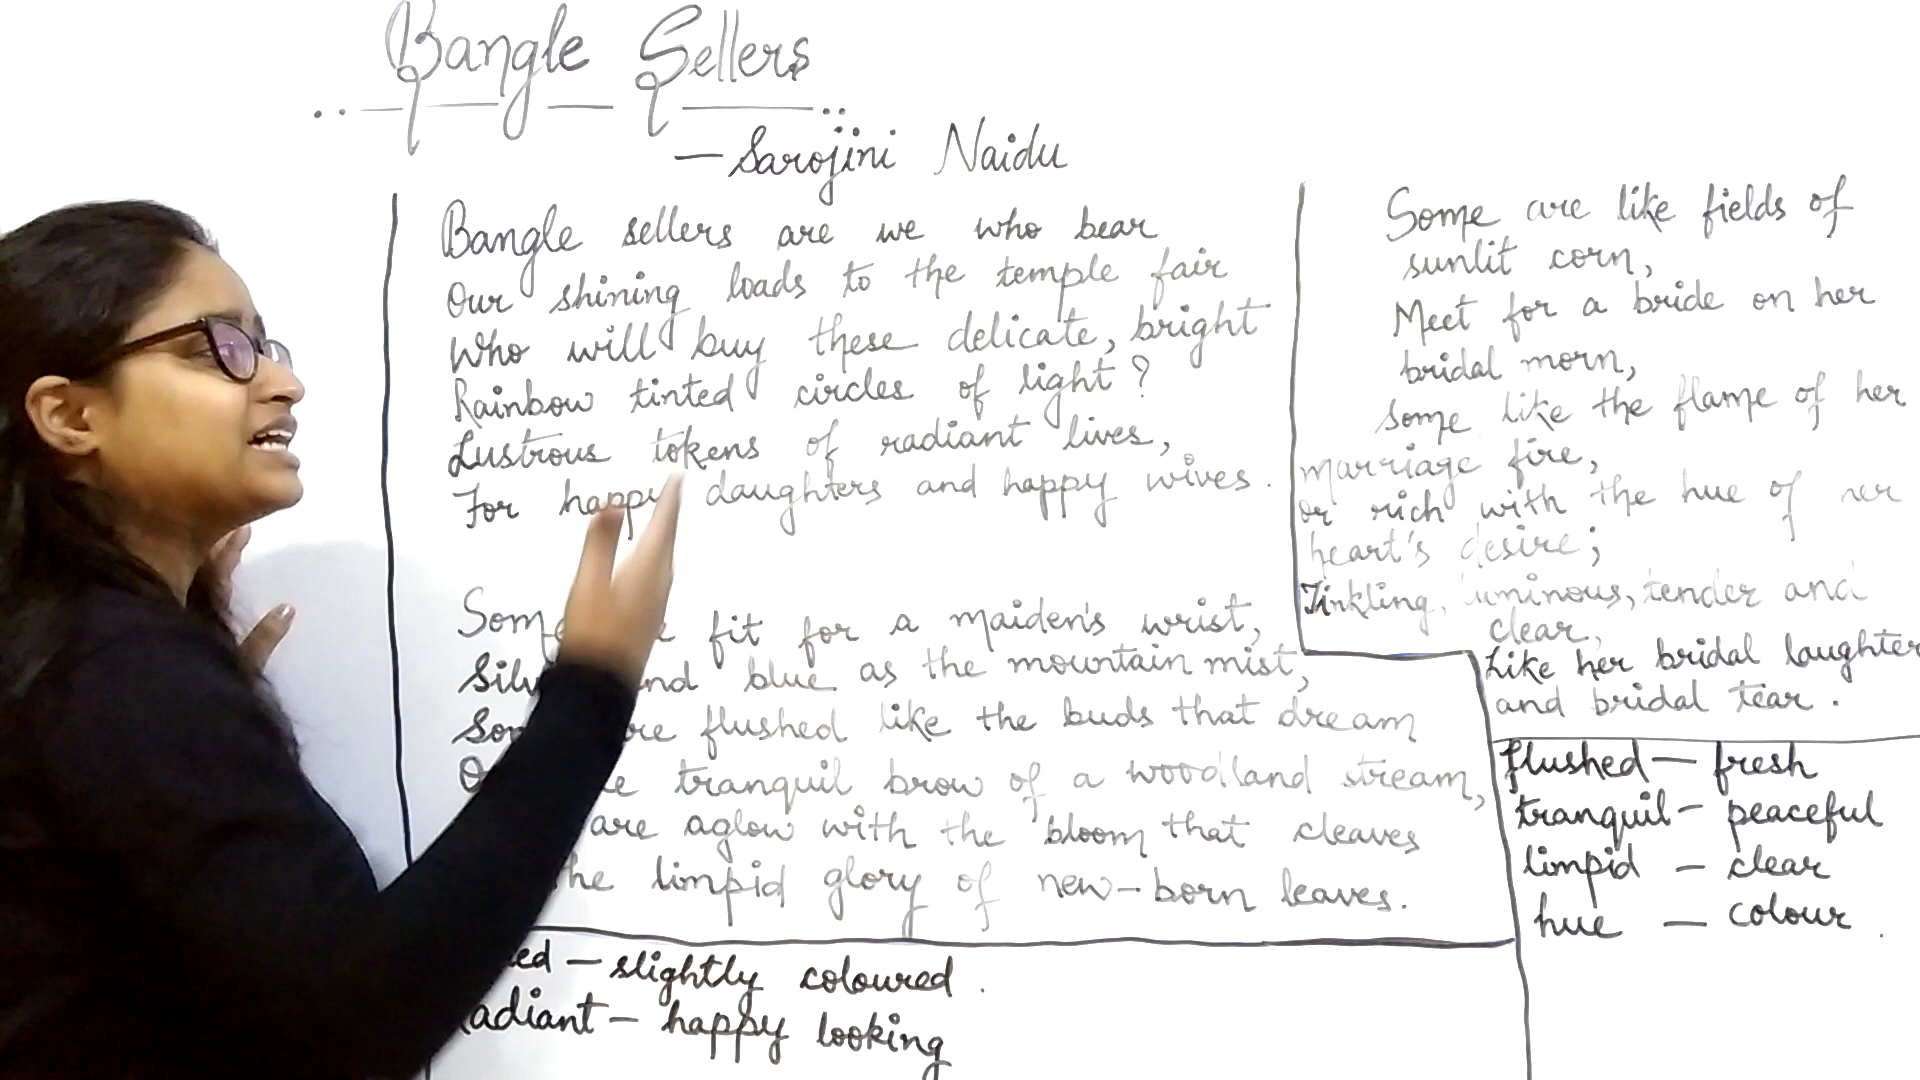 Bangle Sellers
— Sarojini Naidu
Bangle sellers are we who bear
Our shining loads to the temple fair
Who will buy these delicate, bright
Rainbow tinted circles of light?
Lustrous tokens of radiant lives,
For happy daughters and happy wives.
fit for a maiden's wrist,
blue as the mountain mist,
flushed like the buds that dream
tranquil brow of a woodland stream,
are aglow with the bloom that cleaves
the limpid glory of new-born leaves.
— slightly coloured.
radiant — happy looking
Some are like fields of
sunlit corn,
Meet for a bride on her
bridal morn,
some like the flame of her
marriage fire,
or rich with the hue of her
heart's desire;
Tinkling, luminous, tender and
clear,
Like her bridal laughter
and bridal tear.
flushed — fresh
tranquil — peaceful
limpid — clear
hue — colour.